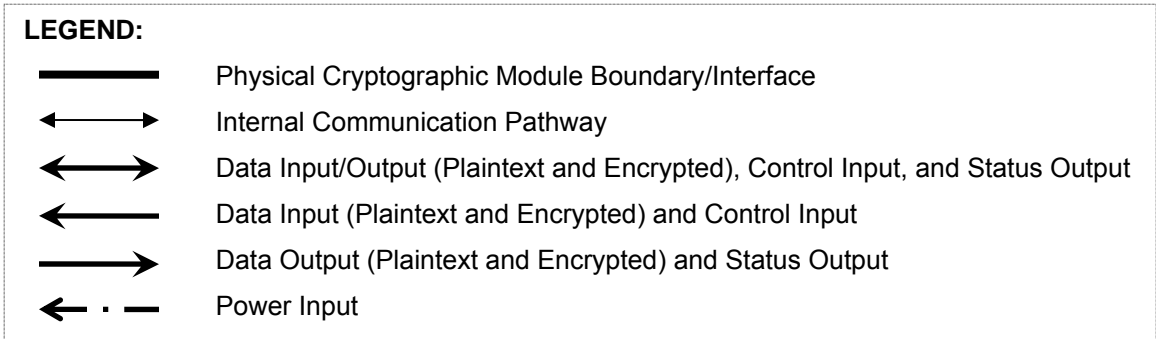 LEGEND:
Physical Cryptographic Module Boundary/Interface
Internal Communication Pathway
Data Input/Output (Plaintext and Encrypted), Control Input, and Status Output
Data Input (Plaintext and Encrypted) and Control Input
Data Output (Plaintext and Encrypted) and Status Output
Power Input